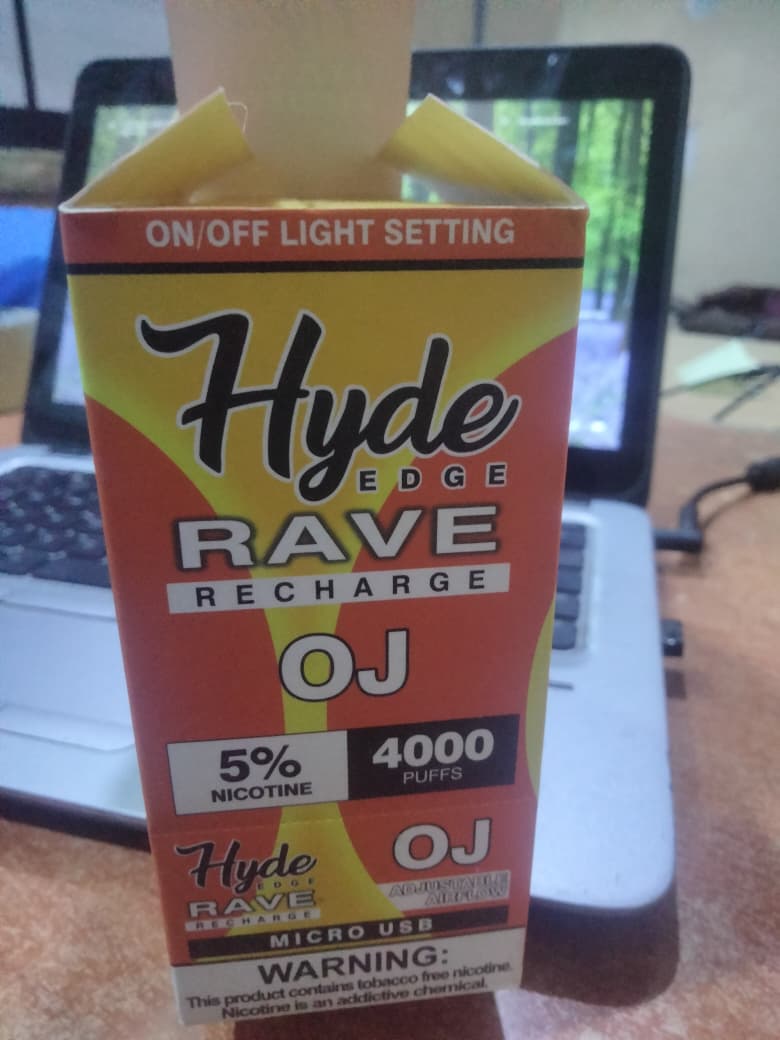 ON/OFF LIGHT SETTING
Hyde
EDGE
RAVE
RECHARGE
OJ
5%
NICOTINE
4000
PUFFS
Hyde
EDGE
RAVE
RECHARGE
OJ
ADJUSTABLE
AIRFLOW
MICRO USB
WARNING:
This product contains tobacco free nicotine.
Nicotine is an addictive chemical.